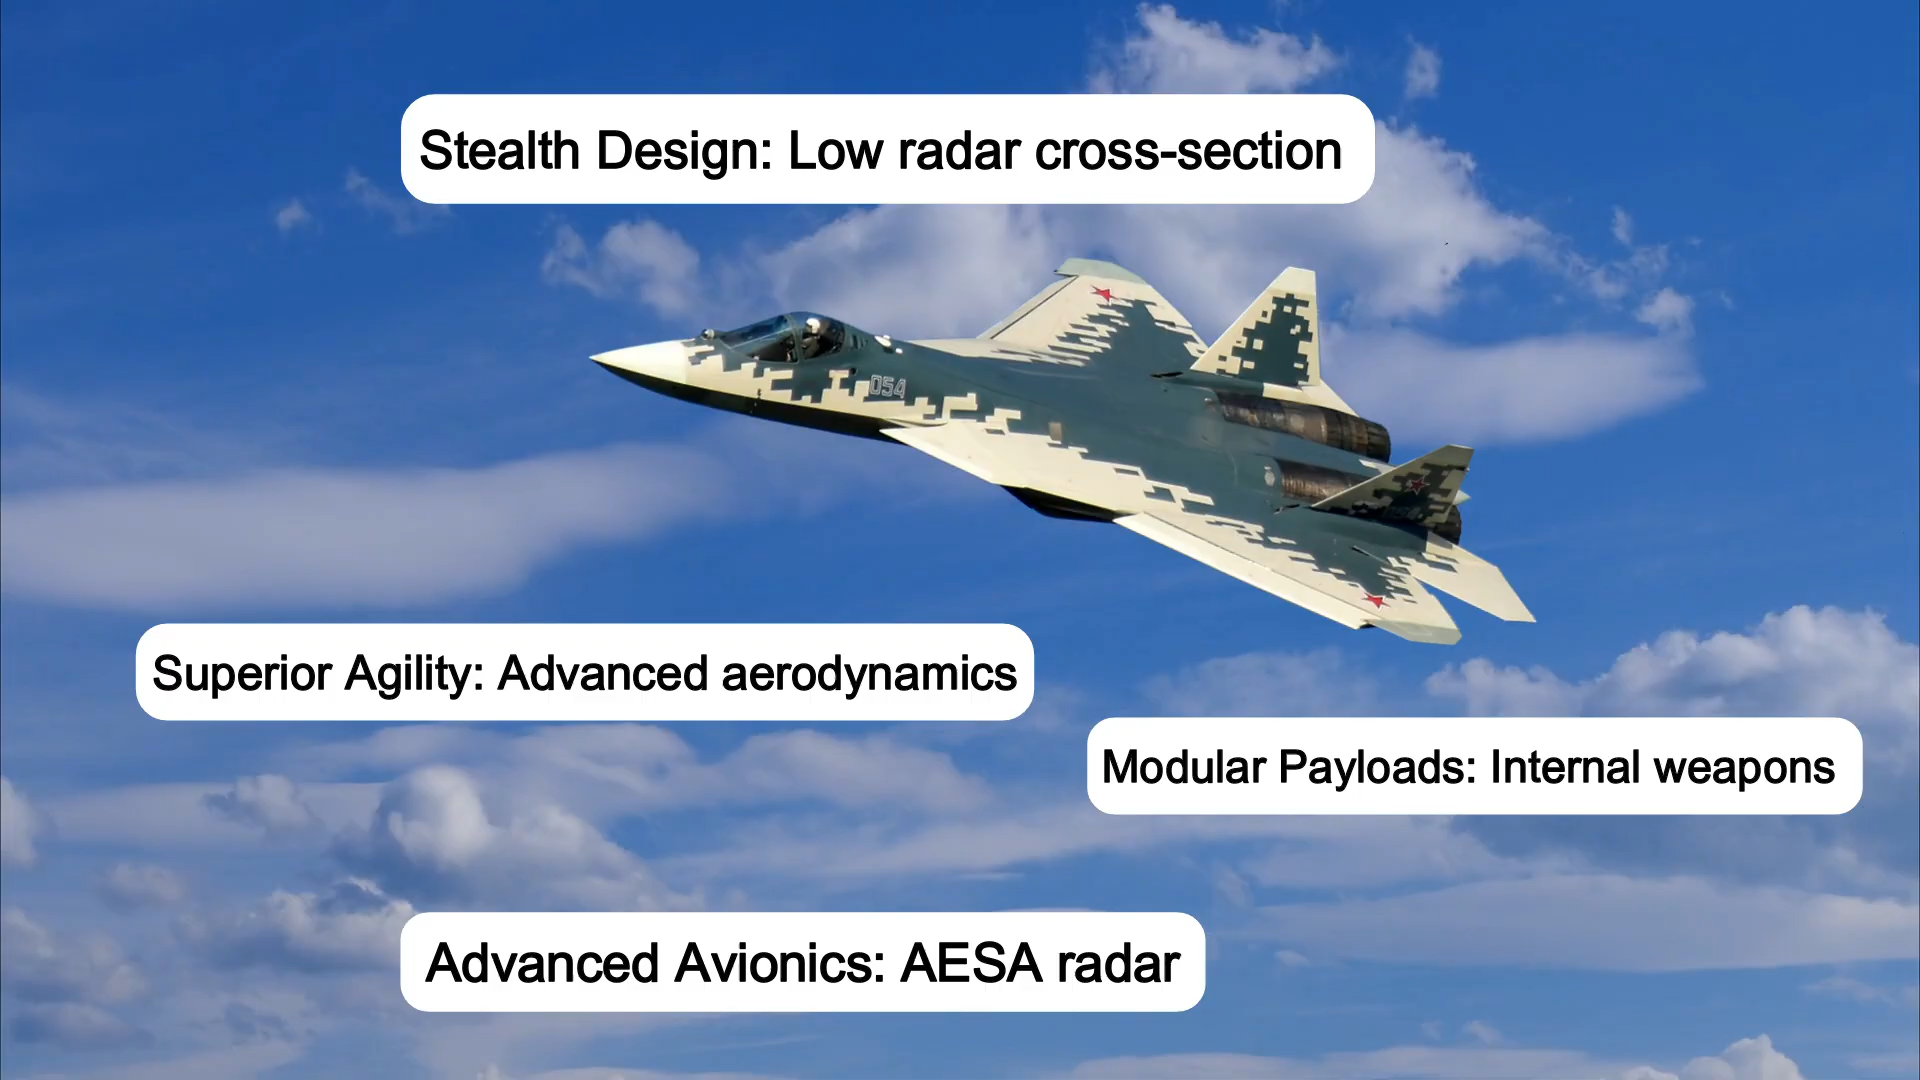 Stealth Design: Low radar cross-section
054
Superior Agility: Advanced aerodynamics
Modular Payloads: Internal weapons
Advanced Avionics: AESA radar